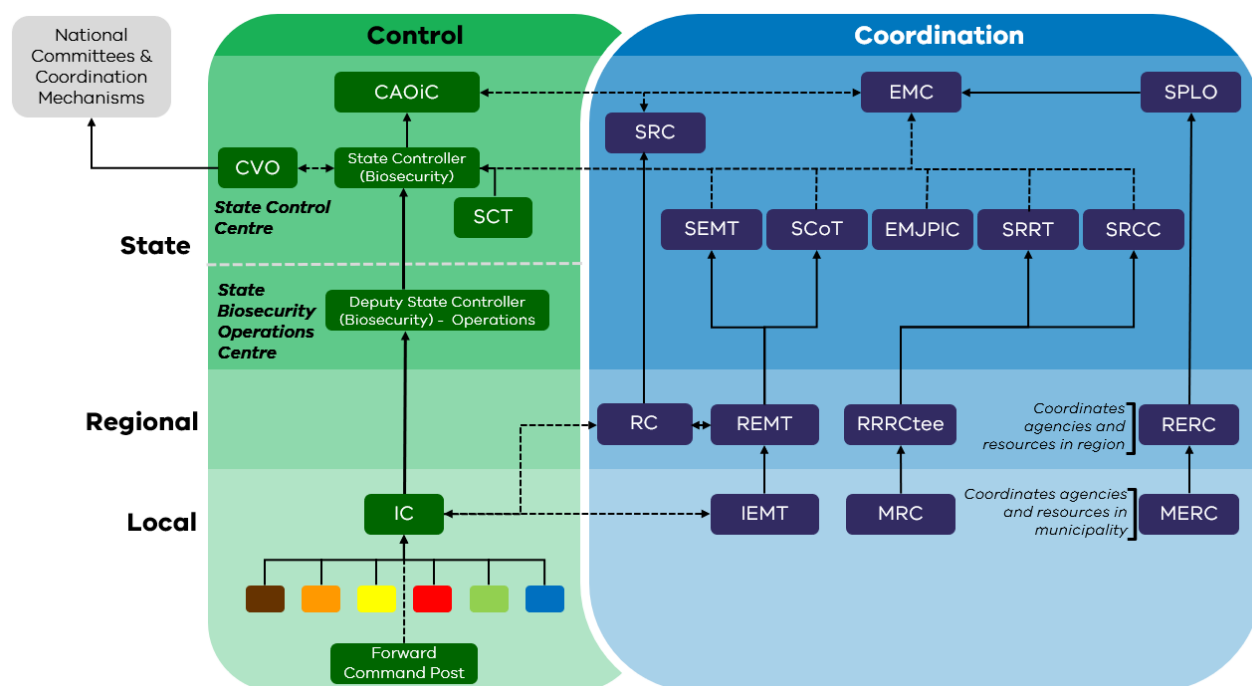 National
Committees &
Coordination
Mechanisms
Control
Coordination
CAOiC
EMC
SPLO
SRC
CVO
State Controller
(Biosecurity)
State Control
Centre
SCT
State
SEMT
SCoT
EMJPIC
SRRT
SRCC
State
Biosecurity
Operations
Centre
Deputy State Controller
(Biosecurity) - Operations
Regional
RC
REMT
RRRCtee
Coordinates
agencies and
resources in region
RERC
Local
IC
IEMT
MRC
Coordinates agencies
and resources in
municipality
MERC
Forward
Command Post